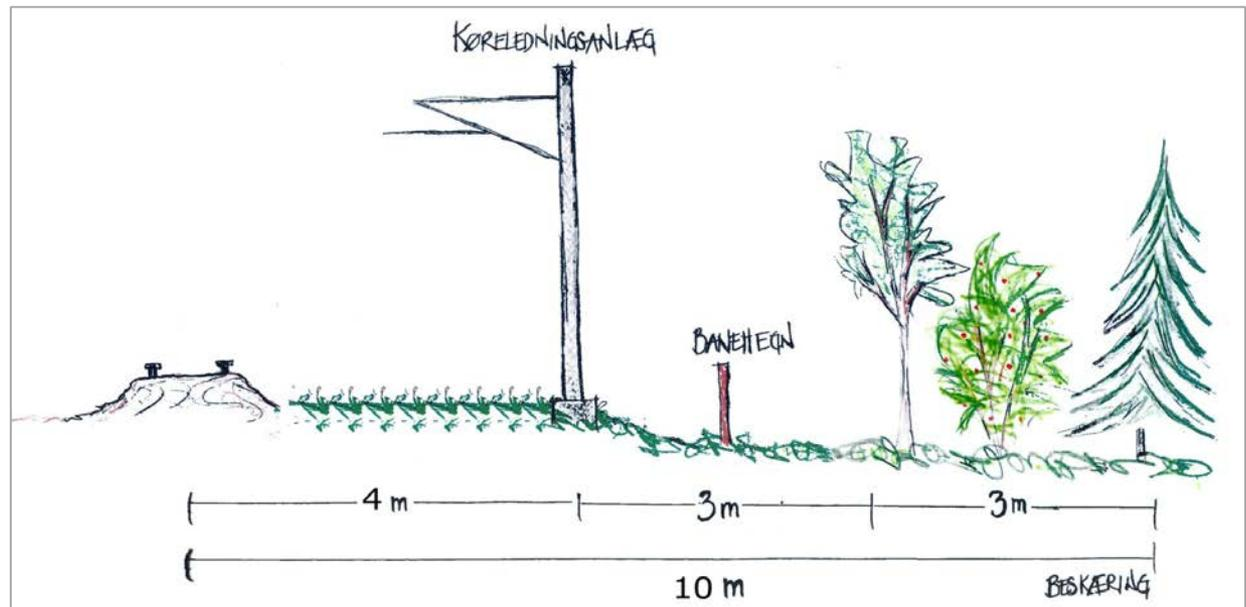 KØRELEDNINGSANLÆG
BANEHEGN
4 m
3m
3m
10 m
BESKÆRING